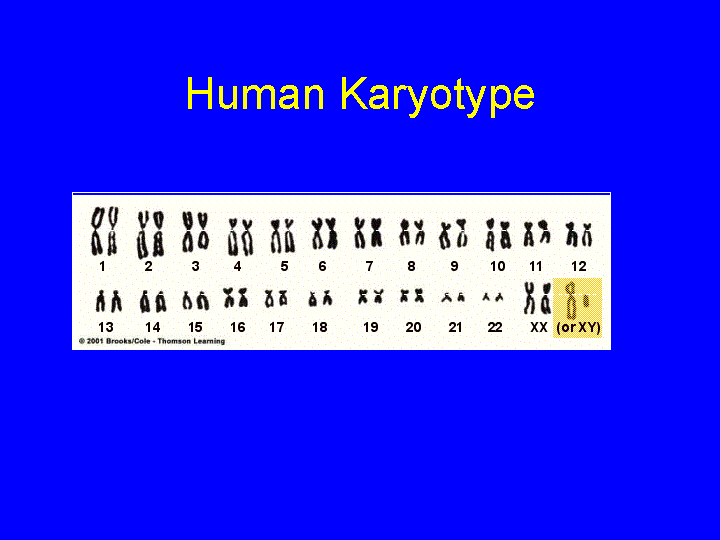 Human Karyotype
1 2 3 4 5 6 7 8 9 10 11 12
13 14 15 16 17 18 19 20 21 22 XX (or XY)
© 2001 Brooks/Cole - Thomson Learning